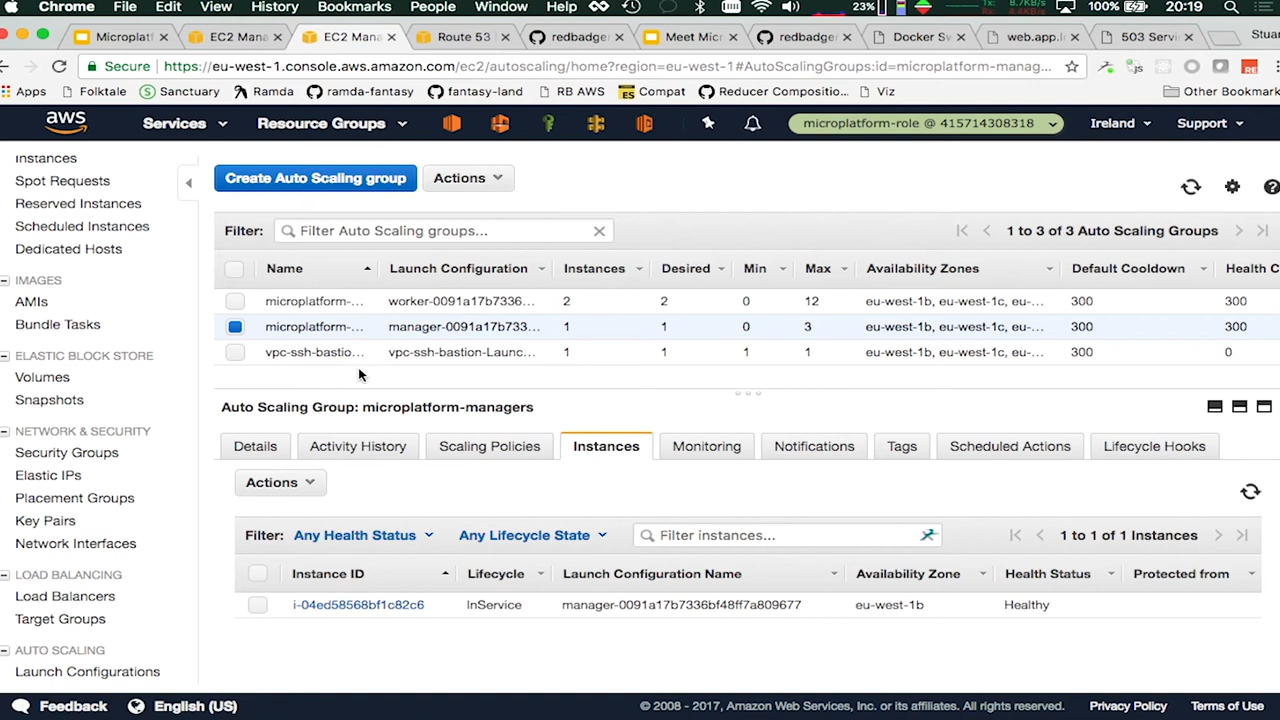 Chrome File Edit View History Bookmarks People Window Help 23% 100% 20:19
Microplat EC2 Mana EC2 Mana Route 53 redbadger Meet Micr redbadger Docker Sw web.app.lo 503 Servi Stuar
Secure https://eu-west-1.console.aws.amazon.com/ec2/autoscaling/home?region=eu-west-1#AutoScalingGroups:id=microplatform-manag...
Apps Folktale Sanctuary Ramda ramda-fantasy fantasy-land RB AWS Compat Reducer Compositio... Viz Other Bookmark
aws Services Resource Groups microplatform-role @ 415714308318 Ireland Support
Instances
Spot Requests
Reserved Instances
Scheduled Instances
Dedicated Hosts
IMAGES
AMIs
Bundle Tasks
ELASTIC BLOCK STORE
Volumes
Snapshots
NETWORK & SECURITY
Security Groups
Elastic IPs
Placement Groups
Key Pairs
Network Interfaces
LOAD BALANCING
Load Balancers
Target Groups
AUTO SCALING
Launch Configurations
Create Auto Scaling group Actions
Filter: Filter Auto Scaling groups... 1 to 3 of 3 Auto Scaling Groups
Name Launch Configuration Instances Desired Min Max Availability Zones Default Cooldown Health C
microplatform-... worker-0091a17b7336... 2 2 0 12 eu-west-1b, eu-west-1c, eu-... 300 300
microplatform-... manager-0091a17b733... 1 1 0 3 eu-west-1b, eu-west-1c, eu-... 300 300
vpc-ssh-bastio... vpc-ssh-bastion-Launc... 1 1 1 1 eu-west-1b, eu-west-1c, eu-... 300 0
Auto Scaling Group: microplatform-managers
Details Activity History Scaling Policies Instances Monitoring Notifications Tags Scheduled Actions Lifecycle Hooks
Actions
Filter: Any Health Status Any Lifecycle State Filter instances... 1 to 1 of 1 Instances
Instance ID Lifecycle Launch Configuration Name Availability Zone Health Status Protected from
i-04ed58568bf1c82c6 InService manager-0091a17b7336bf48ff7a809677 eu-west-1b Healthy
Feedback English (US) © 2008 - 2017, Amazon Web Services, Inc. or its affiliates. All rights reserved. Privacy Policy Terms of Use